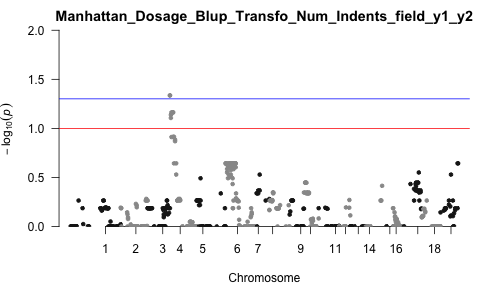 Manhattan_Dosage_Blup_Transfo_Num_Indents_field_y1_y2
2.0
1.5
1.0
0.5
0.0
− log10(p)
1 2 3 4 5 6 7 9 11 14 16 18
Chromosome